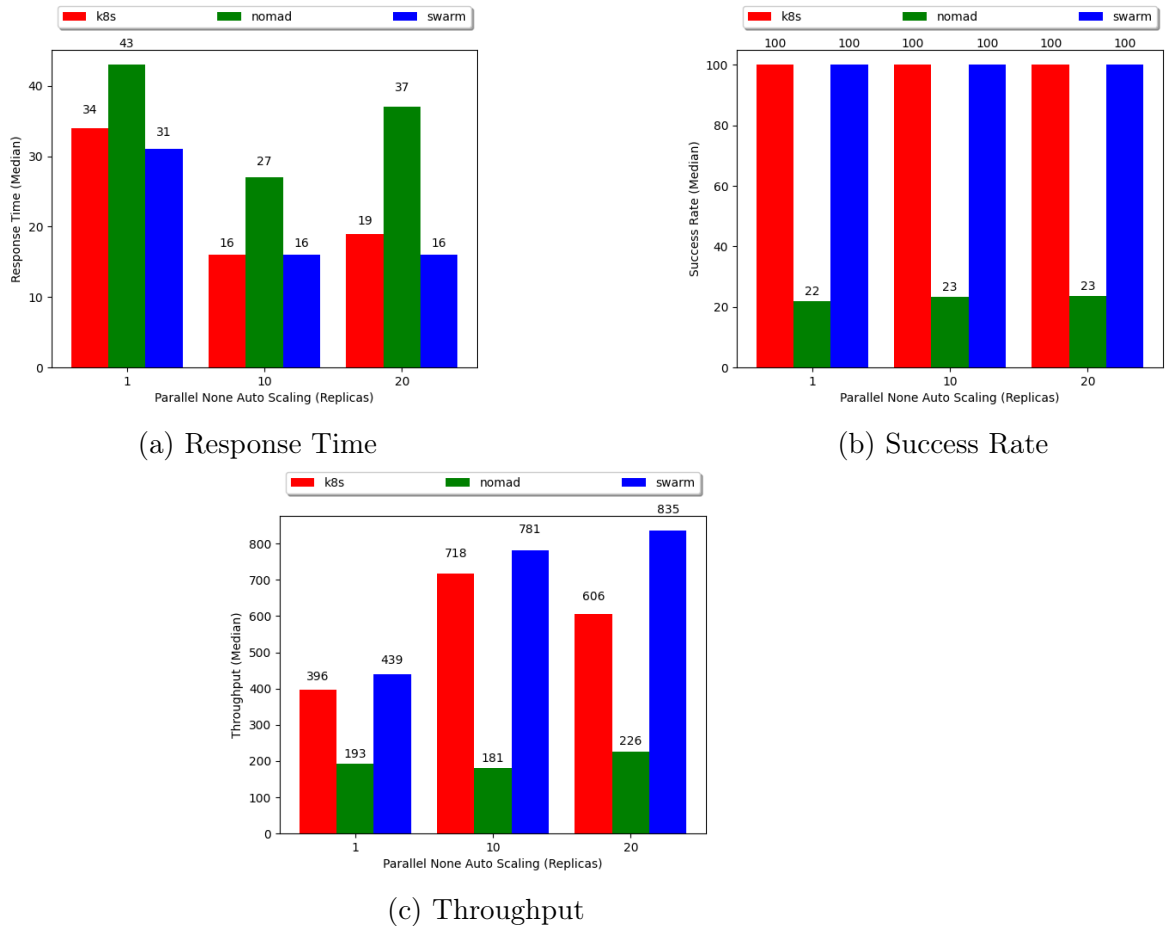 k8s nomad swarm
43
34
31
27
16 16
19
37
16
Response Time (Median)
0
10
20
30
40
1 10 20
Parallel None Auto Scaling (Replicas)
(a) Response Time
k8s nomad swarm
100 100 100 100 100 100
22 23 23
Success Rate (Median)
0
20
40
60
80
100
1 10 20
Parallel None Auto Scaling (Replicas)
(b) Success Rate
k8s nomad swarm
835
781
718
606
439
396
193 181 226
Throughput (Median)
0
100
200
300
400
500
600
700
800
1 10 20
Parallel None Auto Scaling (Replicas)
(c) Throughput